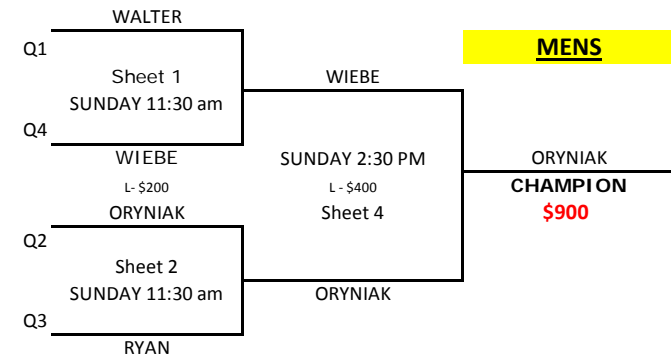 WALTER
Q1
MENS
Sheet 1
WIEBE
SUNDAY 11:30 am
Q4
WIEBE
SUNDAY 2:30 PM
ORYNIAK
L- $200
L - $400
CHAMPION
ORYNIAK
Sheet 4
$900
Q2
Sheet 2
SUNDAY 11:30 am
ORYNIAK
Q3
RYAN